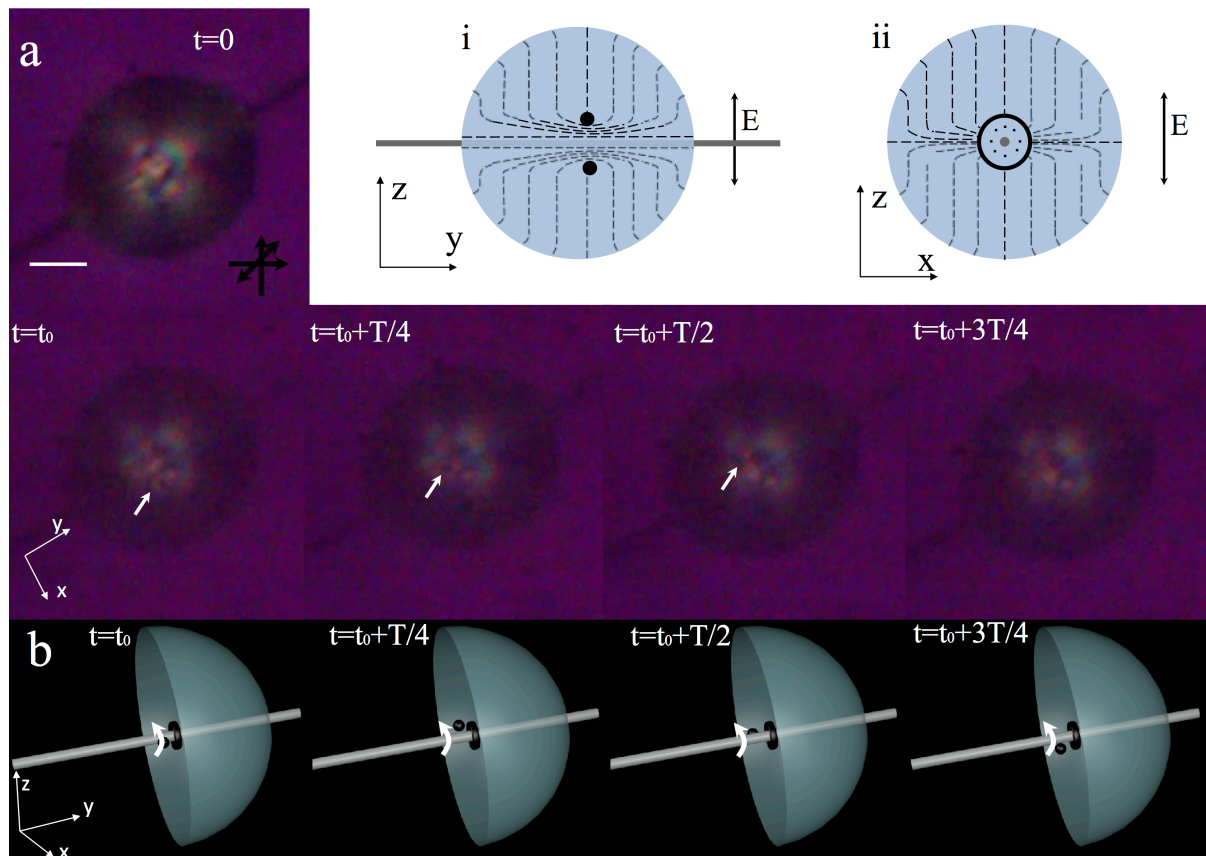 a
t=0
i
E
z
y
ii
E
z
x
t=t₀
t=t₀+T/4
t=t₀+T/2
t=t₀+3T/4
y
x
b
t=t₀
t=t₀+T/4
t=t₀+T/2
t=t₀+3T/4
z
y
x